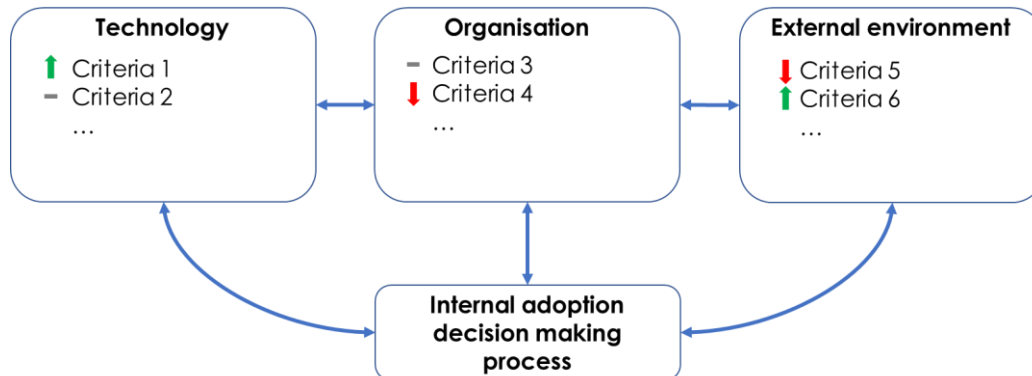 Technology
Criteria 1
Criteria 2
...
Organisation
Criteria 3
Criteria 4
...
External environment
Criteria 5
Criteria 6
...
Internal adoption
decision making
process